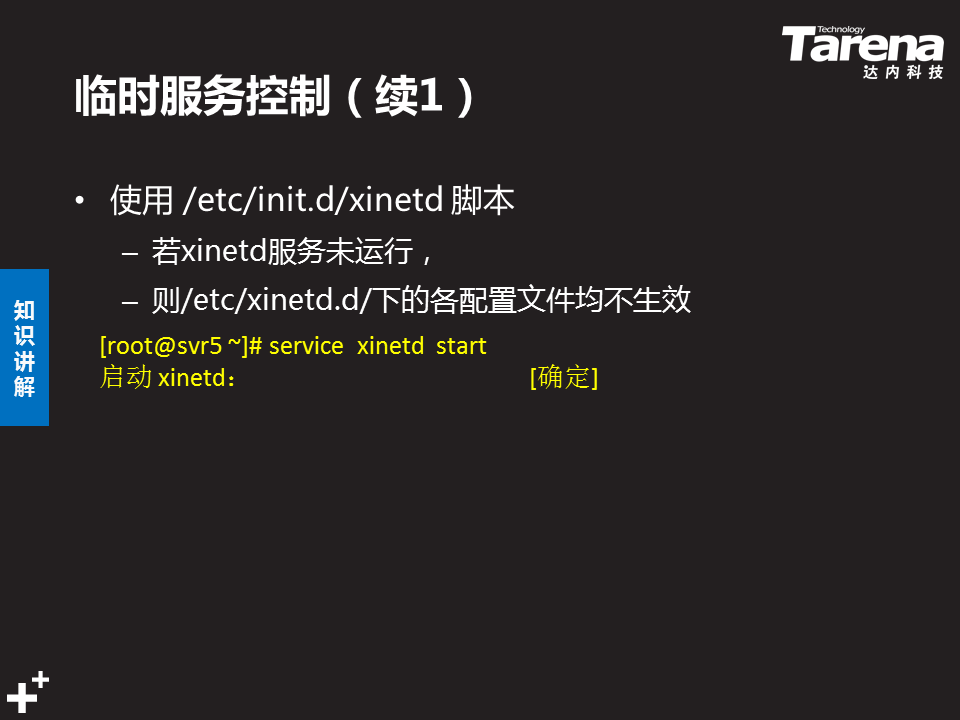 Technology
Tarena
达内科技
临时服务控制（续1）
• 使用 /etc/init.d/xinetd 脚本
– 若xinetd服务未运行，
– 则/etc/xinetd.d/下的各配置文件均不生效
[root@svr5 ~]# service xinetd start
启动 xinetd： [确定]
知识讲解